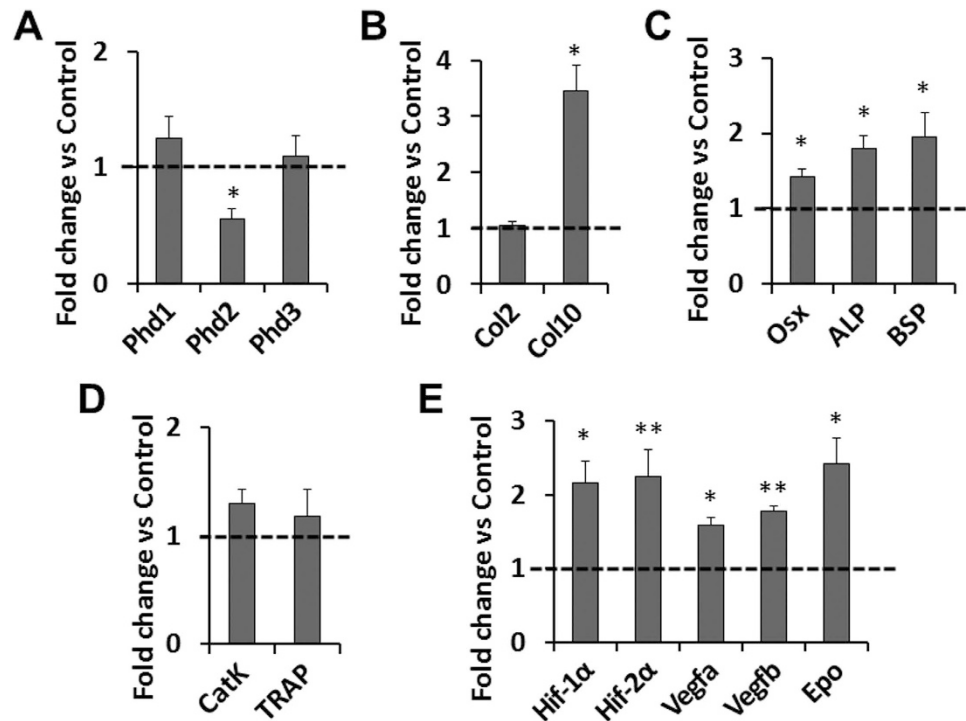 A
Fold change vs Control
2
1
0
*
Phd1
Phd2
Phd3
B
Fold change vs Control
4
3
2
1
0
*
Col2
Col10
C
Fold change vs Control
3
2
1
0
*
*
*
Osx
ALP
BSP
D
Fold change vs Control
2
1
0
CatK
TRAP
E
Fold change vs Control
3
2
1
0
*
**
*
**
*
Hif-1α
Hif-2α
Vegfa
Vegfb
Epo